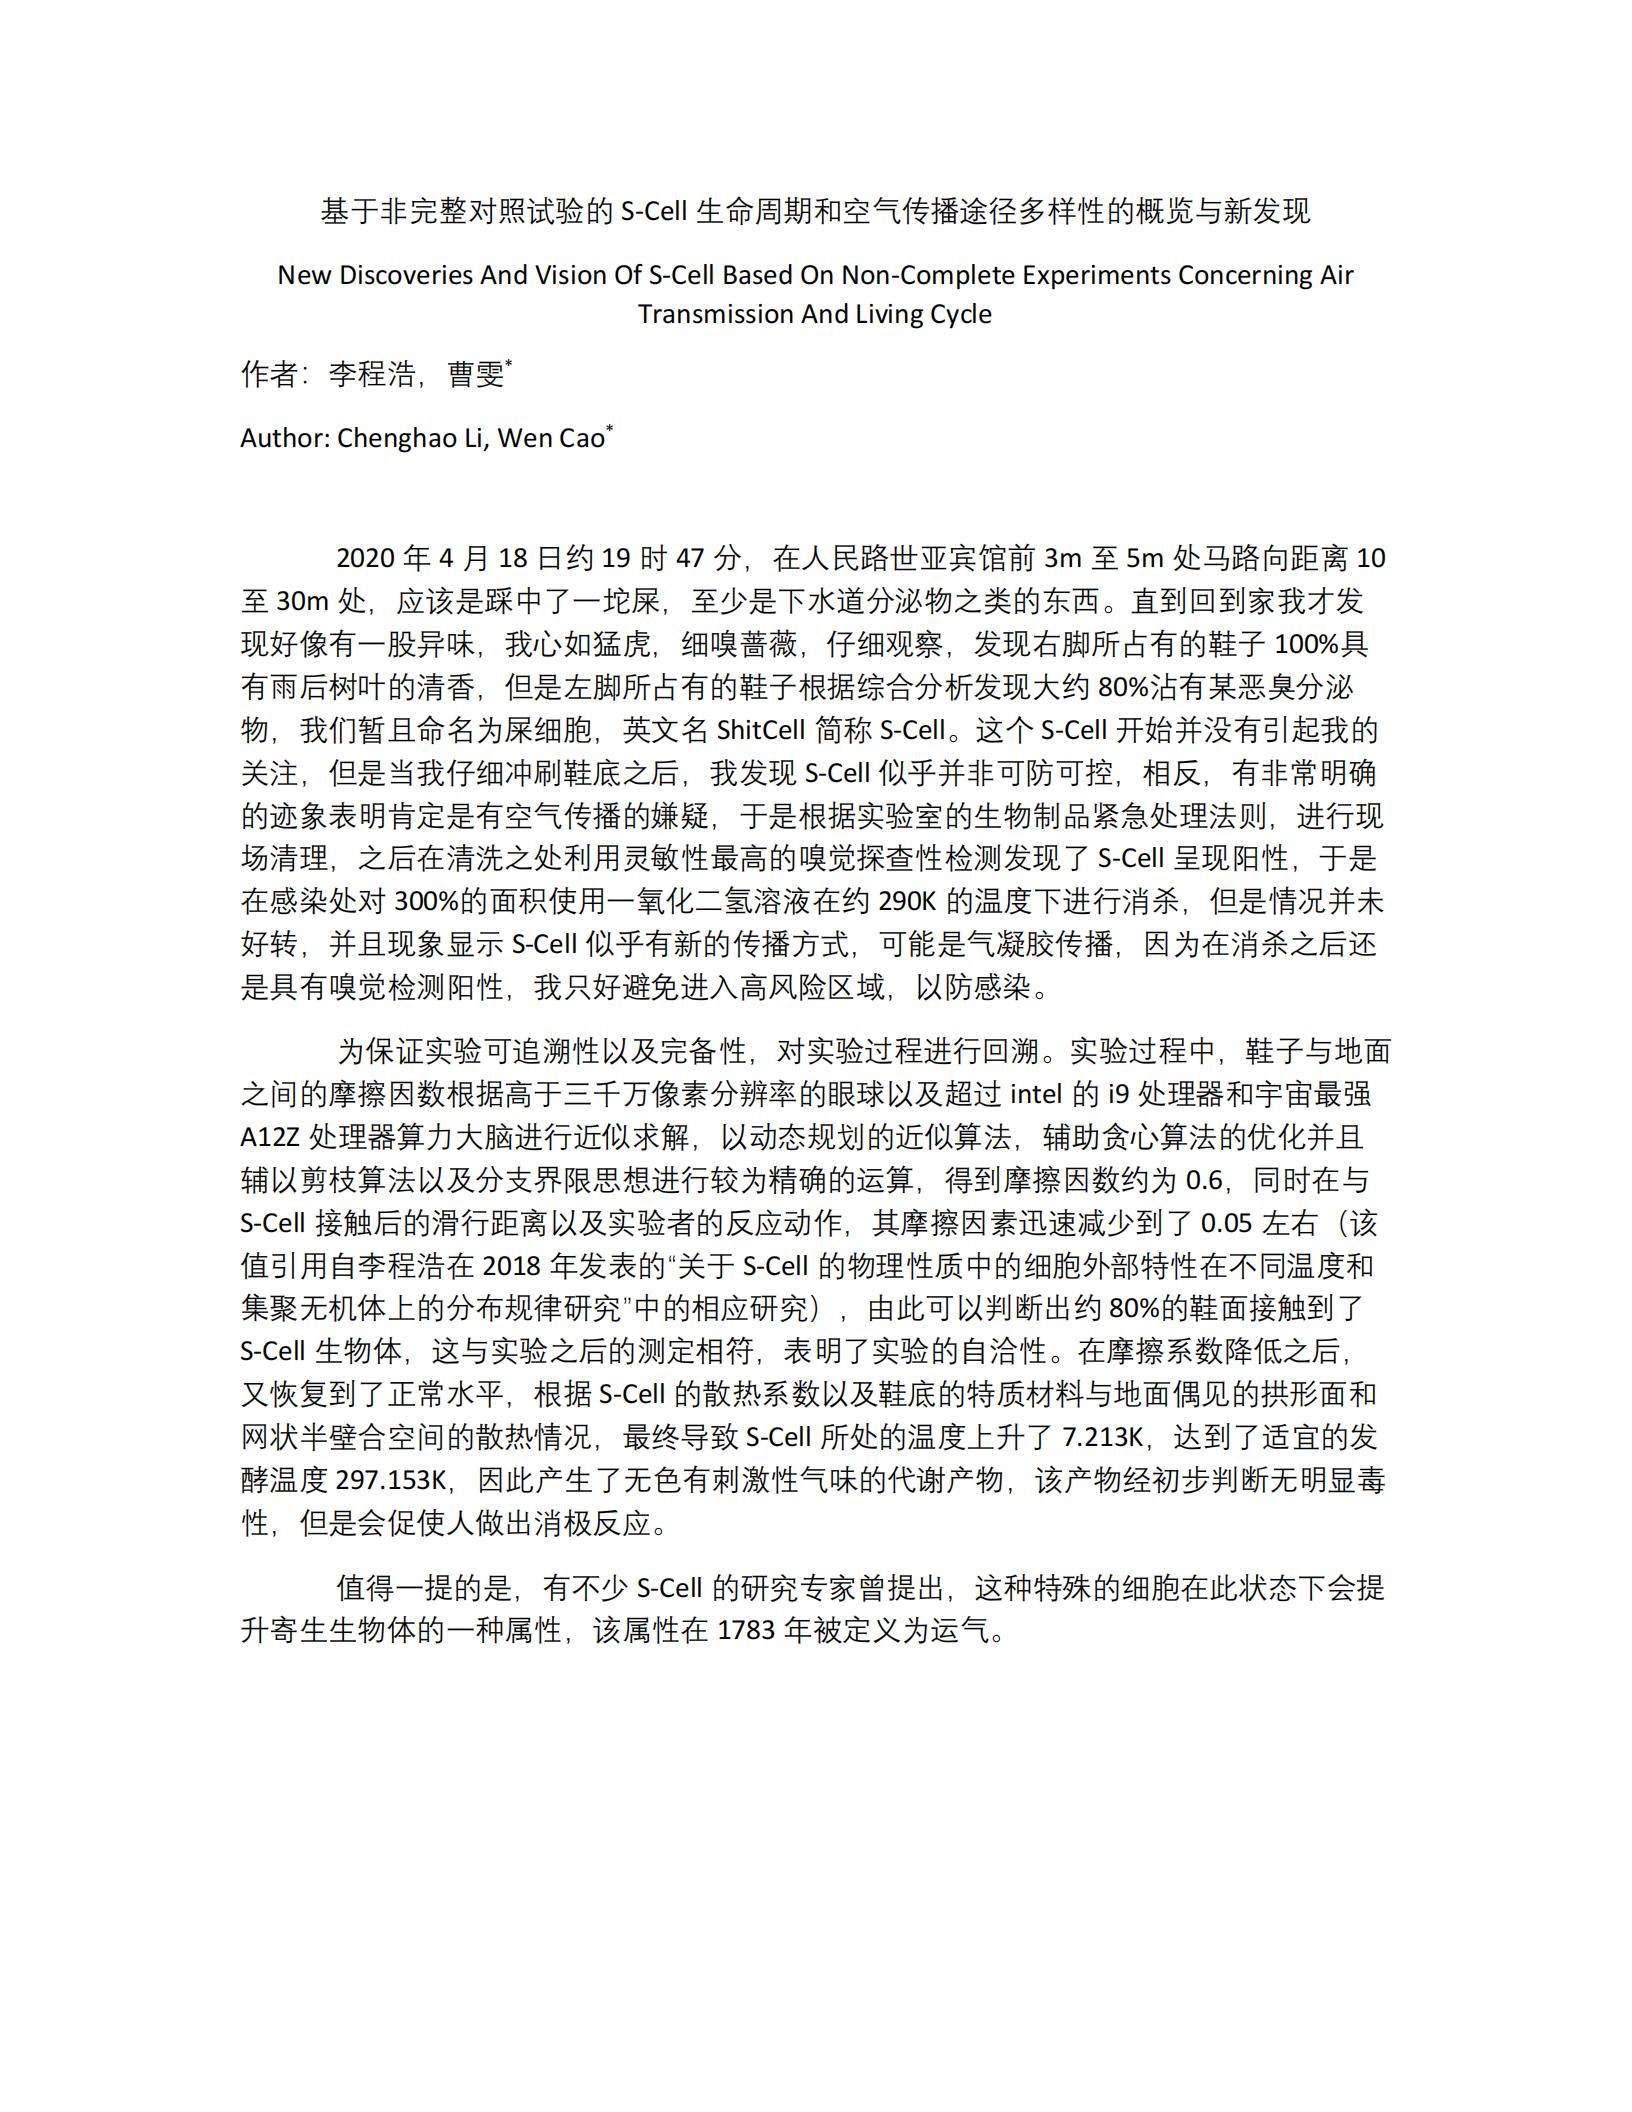 基于非完整对照试验的 S-Cell 生命周期和空气传播途径多样性的概览与新发现
New Discoveries And Vision Of S-Cell Based On Non-Complete Experiments Concerning Air
Transmission And Living Cycle
作者：李程浩，曹雯*
Author: Chenghao Li, Wen Cao*
2020 年 4 月 18 日约 19 时 47 分，在人民路世亚宾馆前 3m 至 5m 处马路向距离 10
至 30m 处，应该是踩中了一坨屎，至少是下水道分泌物之类的东西。直到回到家我才发
现好像有一股异味，我心如猛虎，细嗅蔷薇，仔细观察，发现右脚所占有的鞋子 100%具
有雨后树叶的清香，但是左脚所占有的鞋子根据综合分析发现大约 80%沾有某恶臭分泌
物，我们暂且命名为屎细胞，英文名 ShitCell 简称 S-Cell。这个 S-Cell 开始并没有引起我的
关注，但是当我仔细冲刷鞋底之后，我发现 S-Cell 似乎并非可防可控，相反，有非常明确
的迹象表明肯定是有空气传播的嫌疑，于是根据实验室的生物制品紧急处理法则，进行现
场清理，之后在清洗之处利用灵敏性最高的嗅觉探查性检测发现了 S-Cell 呈现阳性，于是
在感染处对 300%的面积使用一氧化二氢溶液在约 290K 的温度下进行消杀，但是情况并未
好转，并且现象显示 S-Cell 似乎有新的传播方式，可能是气凝胶传播，因为在消杀之后还
是具有嗅觉检测阳性，我只好避免进入高风险区域，以防感染。
为保证实验可追溯性以及完备性，对实验过程进行回溯。实验过程中，鞋子与地面
之间的摩擦因数根据高于三千万像素分辨率的眼球以及超过 intel 的 i9 处理器和宇宙最强
A12Z 处理器算力大脑进行近似求解，以动态规划的近似算法，辅助贪心算法的优化并且
辅以剪枝算法以及分支界限思想进行较为精确的运算，得到摩擦因数约为 0.6，同时在与
S-Cell 接触后的滑行距离以及实验者的反应动作，其摩擦因素迅速减少到了 0.05 左右（该
值引用自李程浩在 2018 年发表的“关于 S-Cell 的物理性质中的细胞外部特性在不同温度和
集聚无机体上的分布规律研究”中的相应研究），由此可以判断出约 80%的鞋面接触到了
S-Cell 生物体，这与实验之后的测定相符，表明了实验的自洽性。在摩擦系数降低之后，
又恢复到了正常水平，根据 S-Cell 的散热系数以及鞋底的特质材料与地面偶见的拱形面和
网状半壁合空间的散热情况，最终导致 S-Cell 所处的温度上升了 7.213K，达到了适宜的发
酵温度 297.153K，因此产生了无色有刺激性气味的代谢产物，该产物经初步判断无明显毒
性，但是会促使人做出消极反应。
值得一提的是，有不少 S-Cell 的研究专家曾提出，这种特殊的细胞在此状态下会提
升寄生生物体的一种属性，该属性在 1783 年被定义为运气。